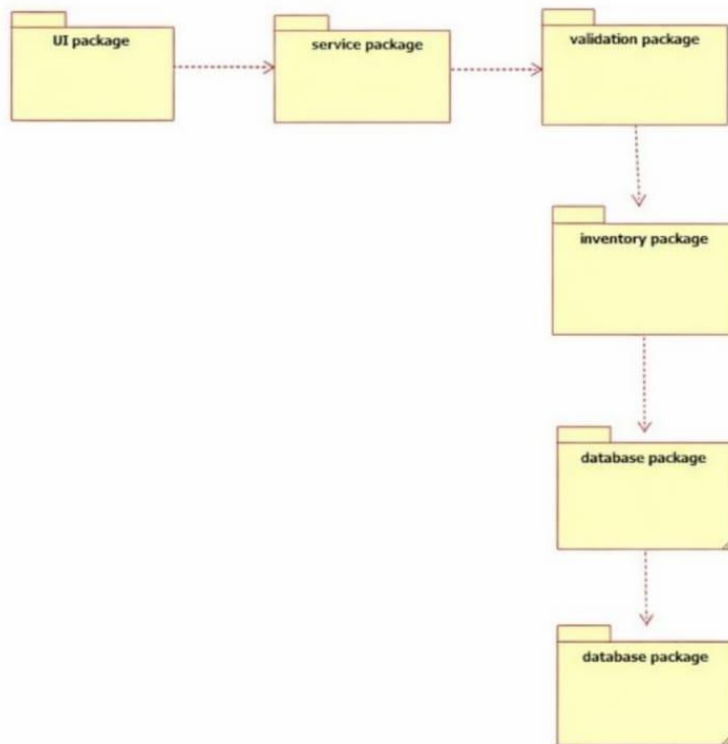 UI package
service package
validation package
inventory package
database package
database package